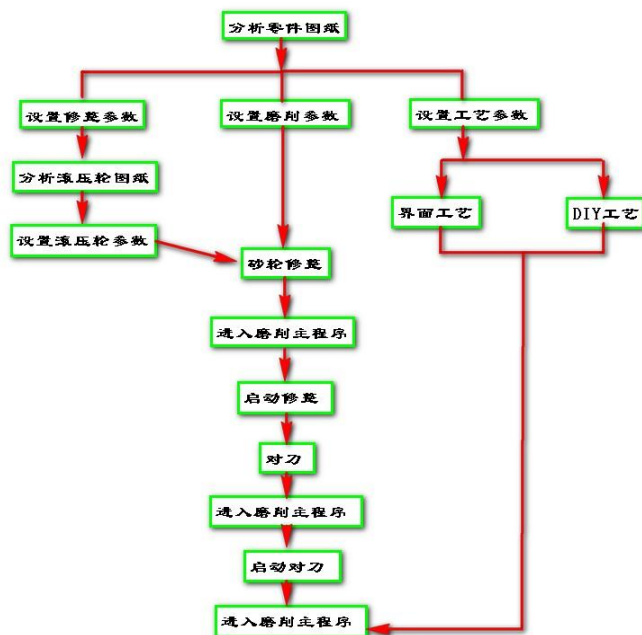 分析零件图纸
设置修整参数
设置磨削参数
设置工艺参数
分析滚压轮图纸
界面工艺
DIY工艺
设置滚压轮参数
砂轮修整
进入磨削主程序
启动修整
对刀
进入磨削主程序
启动对刀
进入磨削主程序